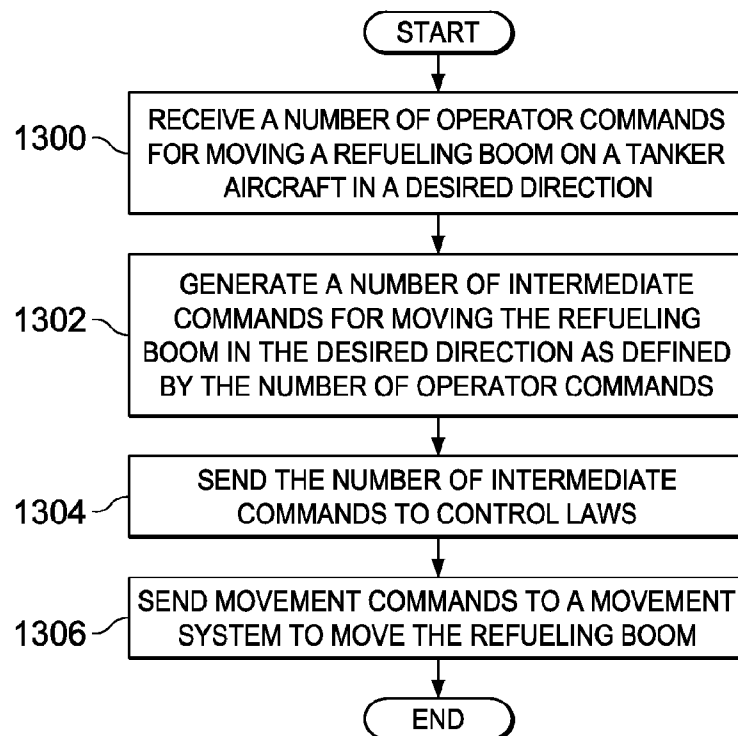 START
1300
RECEIVE A NUMBER OF OPERATOR COMMANDS
FOR MOVING A REFUELING BOOM ON A TANKER
AIRCRAFT IN A DESIRED DIRECTION
1302
GENERATE A NUMBER OF INTERMEDIATE
COMMANDS FOR MOVING THE REFUELING
BOOM IN THE DESIRED DIRECTION AS DEFINED
BY THE NUMBER OF OPERATOR COMMANDS
1304
SEND THE NUMBER OF INTERMEDIATE
COMMANDS TO CONTROL LAWS
1306
SEND MOVEMENT COMMANDS TO A MOVEMENT
SYSTEM TO MOVE THE REFUELING BOOM
END